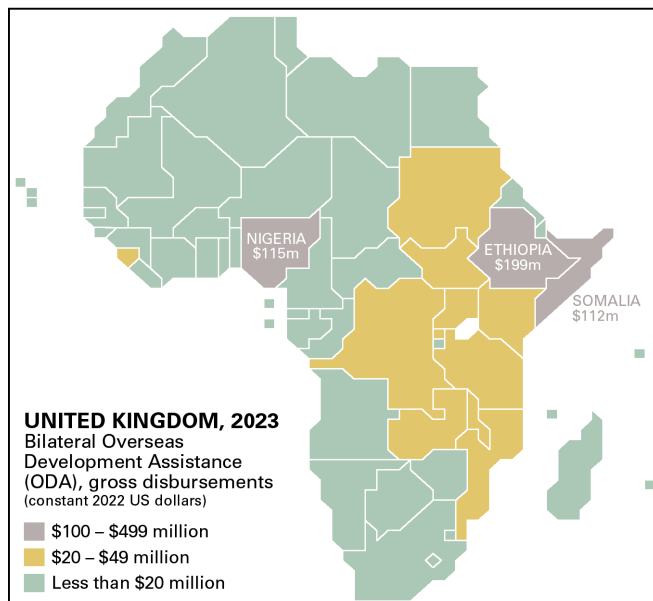 NIGERIA
$115m
ETHIOPIA
$199m
SOMALIA
$112m
UNITED KINGDOM, 2023
Bilateral Overseas
Development Assistance
(ODA), gross disbursements
(constant 2022 US dollars)
$100 – $499 million
$20 – $49 million
Less than $20 million